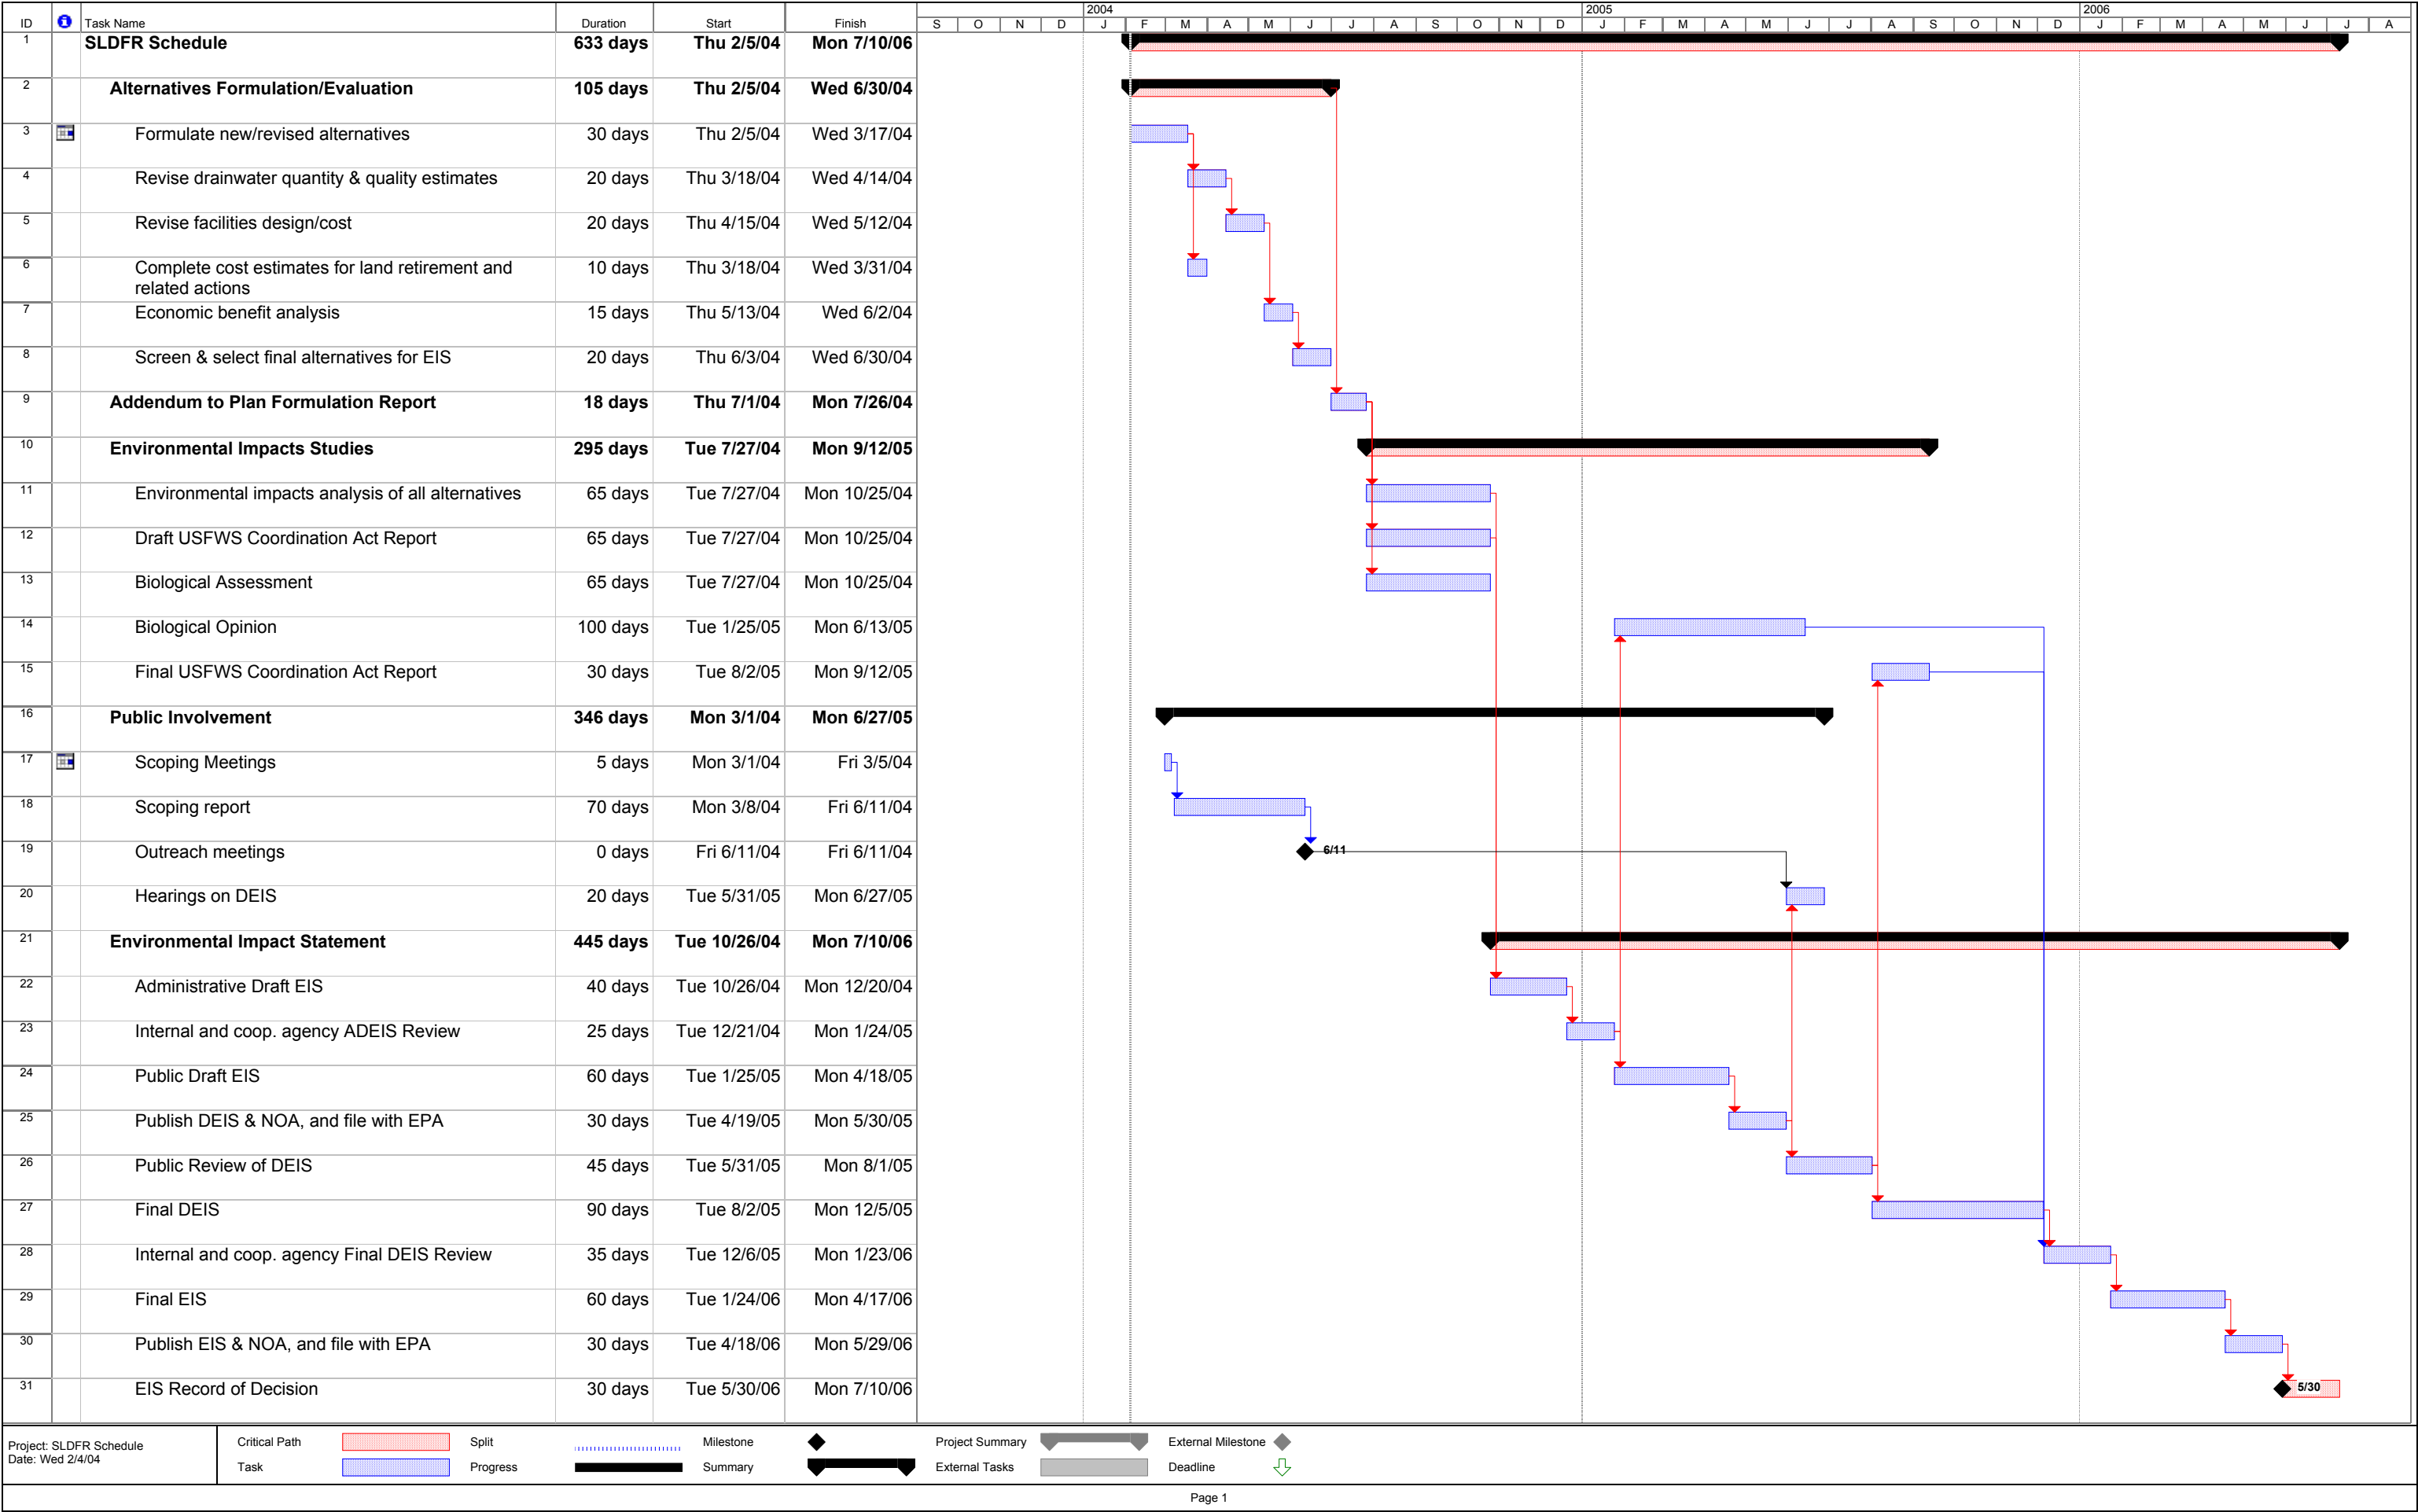 2004 2005 2006
ID Task Name Duration Start Finish S O N D J F M A M J J A S O N D J F M A M J J A S O N D J F M A M J J A
1 SLDFR Schedule 633 days Thu 2/5/04 Mon 7/10/06
2 Alternatives Formulation/Evaluation 105 days Thu 2/5/04 Wed 6/30/04
3 Formulate new/revised alternatives 30 days Thu 2/5/04 Wed 3/17/04
4 Revise drainwater quantity & quality estimates 20 days Thu 3/18/04 Wed 4/14/04
5 Revise facilities design/cost 20 days Thu 4/15/04 Wed 5/12/04
6 Complete cost estimates for land retirement and 10 days Thu 3/18/04 Wed 3/31/04
related actions
7 Economic benefit analysis 15 days Thu 5/13/04 Wed 6/2/04
8 Screen & select final alternatives for EIS 20 days Thu 6/3/04 Wed 6/30/04
9 Addendum to Plan Formulation Report 18 days Thu 7/1/04 Mon 7/26/04
10 Environmental Impacts Studies 295 days Tue 7/27/04 Mon 9/12/05
11 Environmental impacts analysis of all alternatives 65 days Tue 7/27/04 Mon 10/25/04
12 Draft USFWS Coordination Act Report 65 days Tue 7/27/04 Mon 10/25/04
13 Biological Assessment 65 days Tue 7/27/04 Mon 10/25/04
14 Biological Opinion 100 days Tue 1/25/05 Mon 6/13/05
15 Final USFWS Coordination Act Report 30 days Tue 8/2/05 Mon 9/12/05
16 Public Involvement 346 days Mon 3/1/04 Mon 6/27/05
17 Scoping Meetings 5 days Mon 3/1/04 Fri 3/5/04
18 Scoping report 70 days Mon 3/8/04 Fri 6/11/04
19 Outreach meetings 0 days Fri 6/11/04 Fri 6/11/04 6/11
20 Hearings on DEIS 20 days Tue 5/31/05 Mon 6/27/05
21 Environmental Impact Statement 445 days Tue 10/26/04 Mon 7/10/06
22 Administrative Draft EIS 40 days Tue 10/26/04 Mon 12/20/04
23 Internal and coop. agency ADEIS Review 25 days Tue 12/21/04 Mon 1/24/05
24 Public Draft EIS 60 days Tue 1/25/05 Mon 4/18/05
25 Publish DEIS & NOA, and file with EPA 30 days Tue 4/19/05 Mon 5/30/05
26 Public Review of DEIS 45 days Tue 5/31/05 Mon 8/1/05
27 Final DEIS 90 days Tue 8/2/05 Mon 12/5/05
28 Internal and coop. agency Final DEIS Review 35 days Tue 12/6/05 Mon 1/23/06
29 Final EIS 60 days Tue 1/24/06 Mon 4/17/06
30 Publish EIS & NOA, and file with EPA 30 days Tue 4/18/06 Mon 5/29/06
31 EIS Record of Decision 30 days Tue 5/30/06 Mon 7/10/06 5/30
Project: SLDFR Schedule
Date: Wed 2/4/04
Critical Path Split Milestone Project Summary External Milestone
Task Progress Summary External Tasks Deadline
Page 1